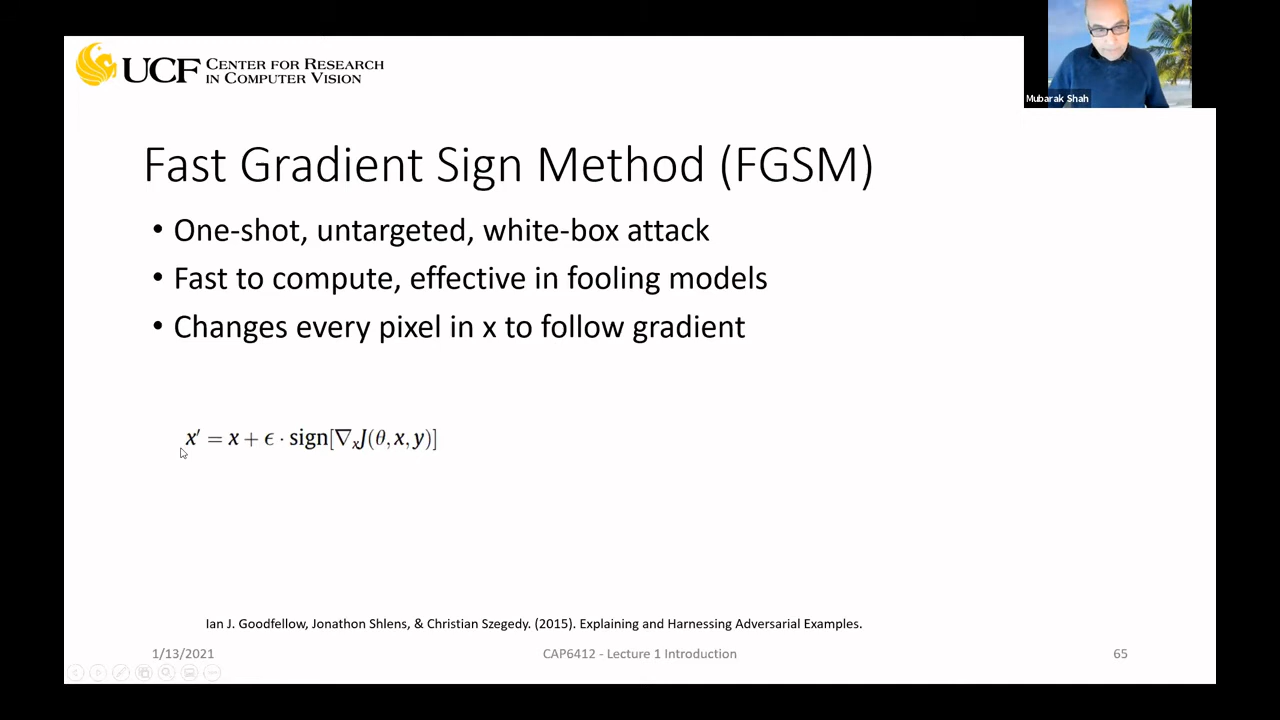 UCF CENTER FOR RESEARCH
IN COMPUTER VISION
Mubarak Shah
Fast Gradient Sign Method (FGSM)
• One-shot, untargeted, white-box attack
• Fast to compute, effective in fooling models
• Changes every pixel in x to follow gradient
x′ = x + ϵ · sign[∇ₓJ(θ, x, y)]
Ian J. Goodfellow, Jonathon Shlens, & Christian Szegedy. (2015). Explaining and Harnessing Adversarial Examples.
1/13/2021 CAP6412 - Lecture 1 Introduction 65